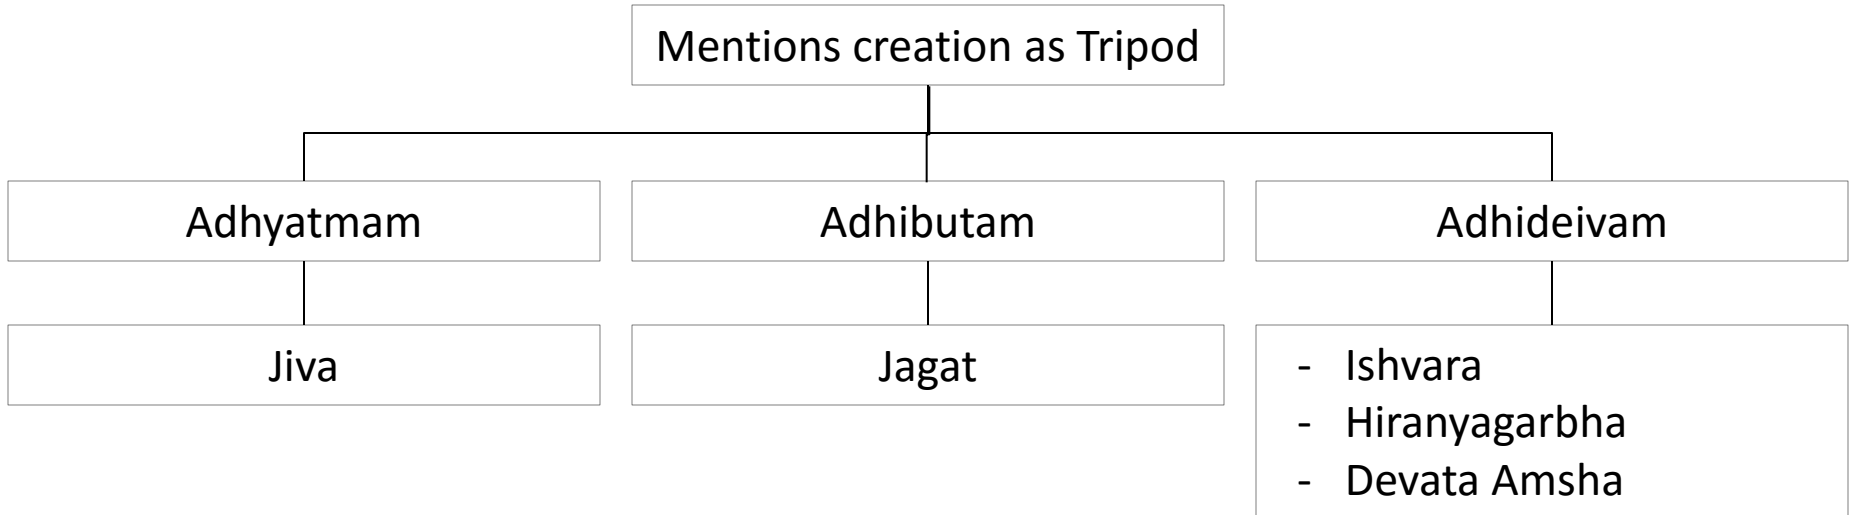 Mentions creation as Tripod
Adhyatmam
Adhibutam
Adhideivam
Jiva
Jagat
- Ishvara
- Hiranyagarbha
- Devata Amsha